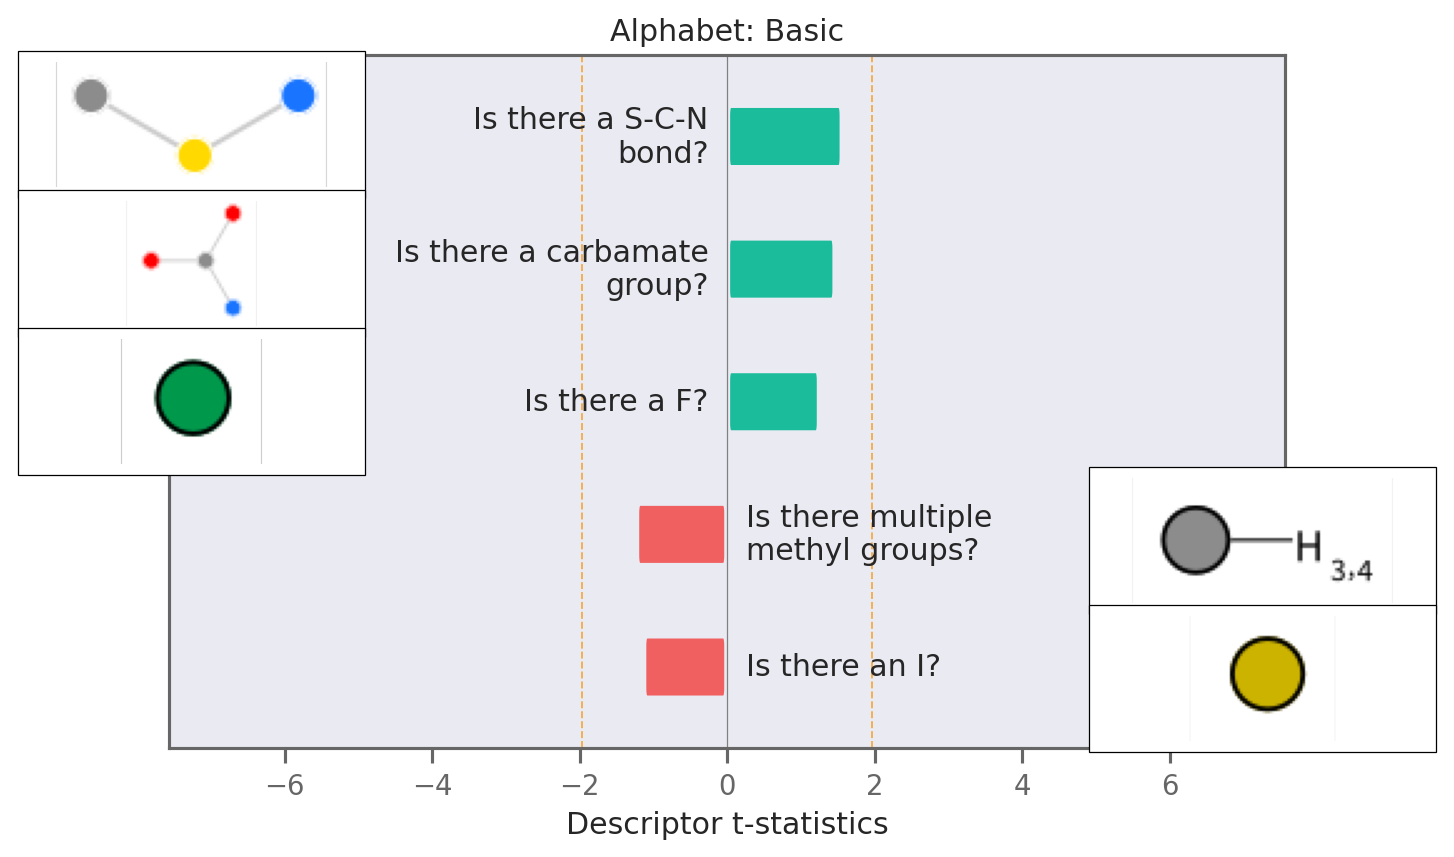 Alphabet: Basic
Is there a S-C-N
bond?
Is there a carbamate
group?
Is there a F?
Is there multiple
methyl groups?
H 3,4
Is there an I?
−6 −4 −2 0 2 4 6
Descriptor t-statistics